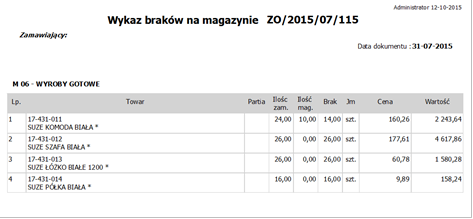 Administrator 12-10-2015
Wykaz braków na magazynie ZO/2015/07/115
Zamawiający:
Data dokumentu : 31-07-2015
M 06 - WYROBY GOTOWE
Lp. Towar Partia Ilość zam. Ilość mag. Brak Jm Cena Wartość
1 17-431-011 24,00 10,00 14,00 szt. 160,26 2 243,64
SUZE KOMODA BIAŁA *
2 17-431-012 26,00 0,00 26,00 szt. 177,61 4 617,86
SUZE SZAFA BIAŁA *
3 17-431-013 26,00 0,00 26,00 szt. 60,78 1 580,28
SUZE ŁÓŻKO BIAŁE 1200 *
4 17-431-014 16,00 0,00 16,00 szt. 9,89 158,24
SUZE PÓŁKA BIAŁA *